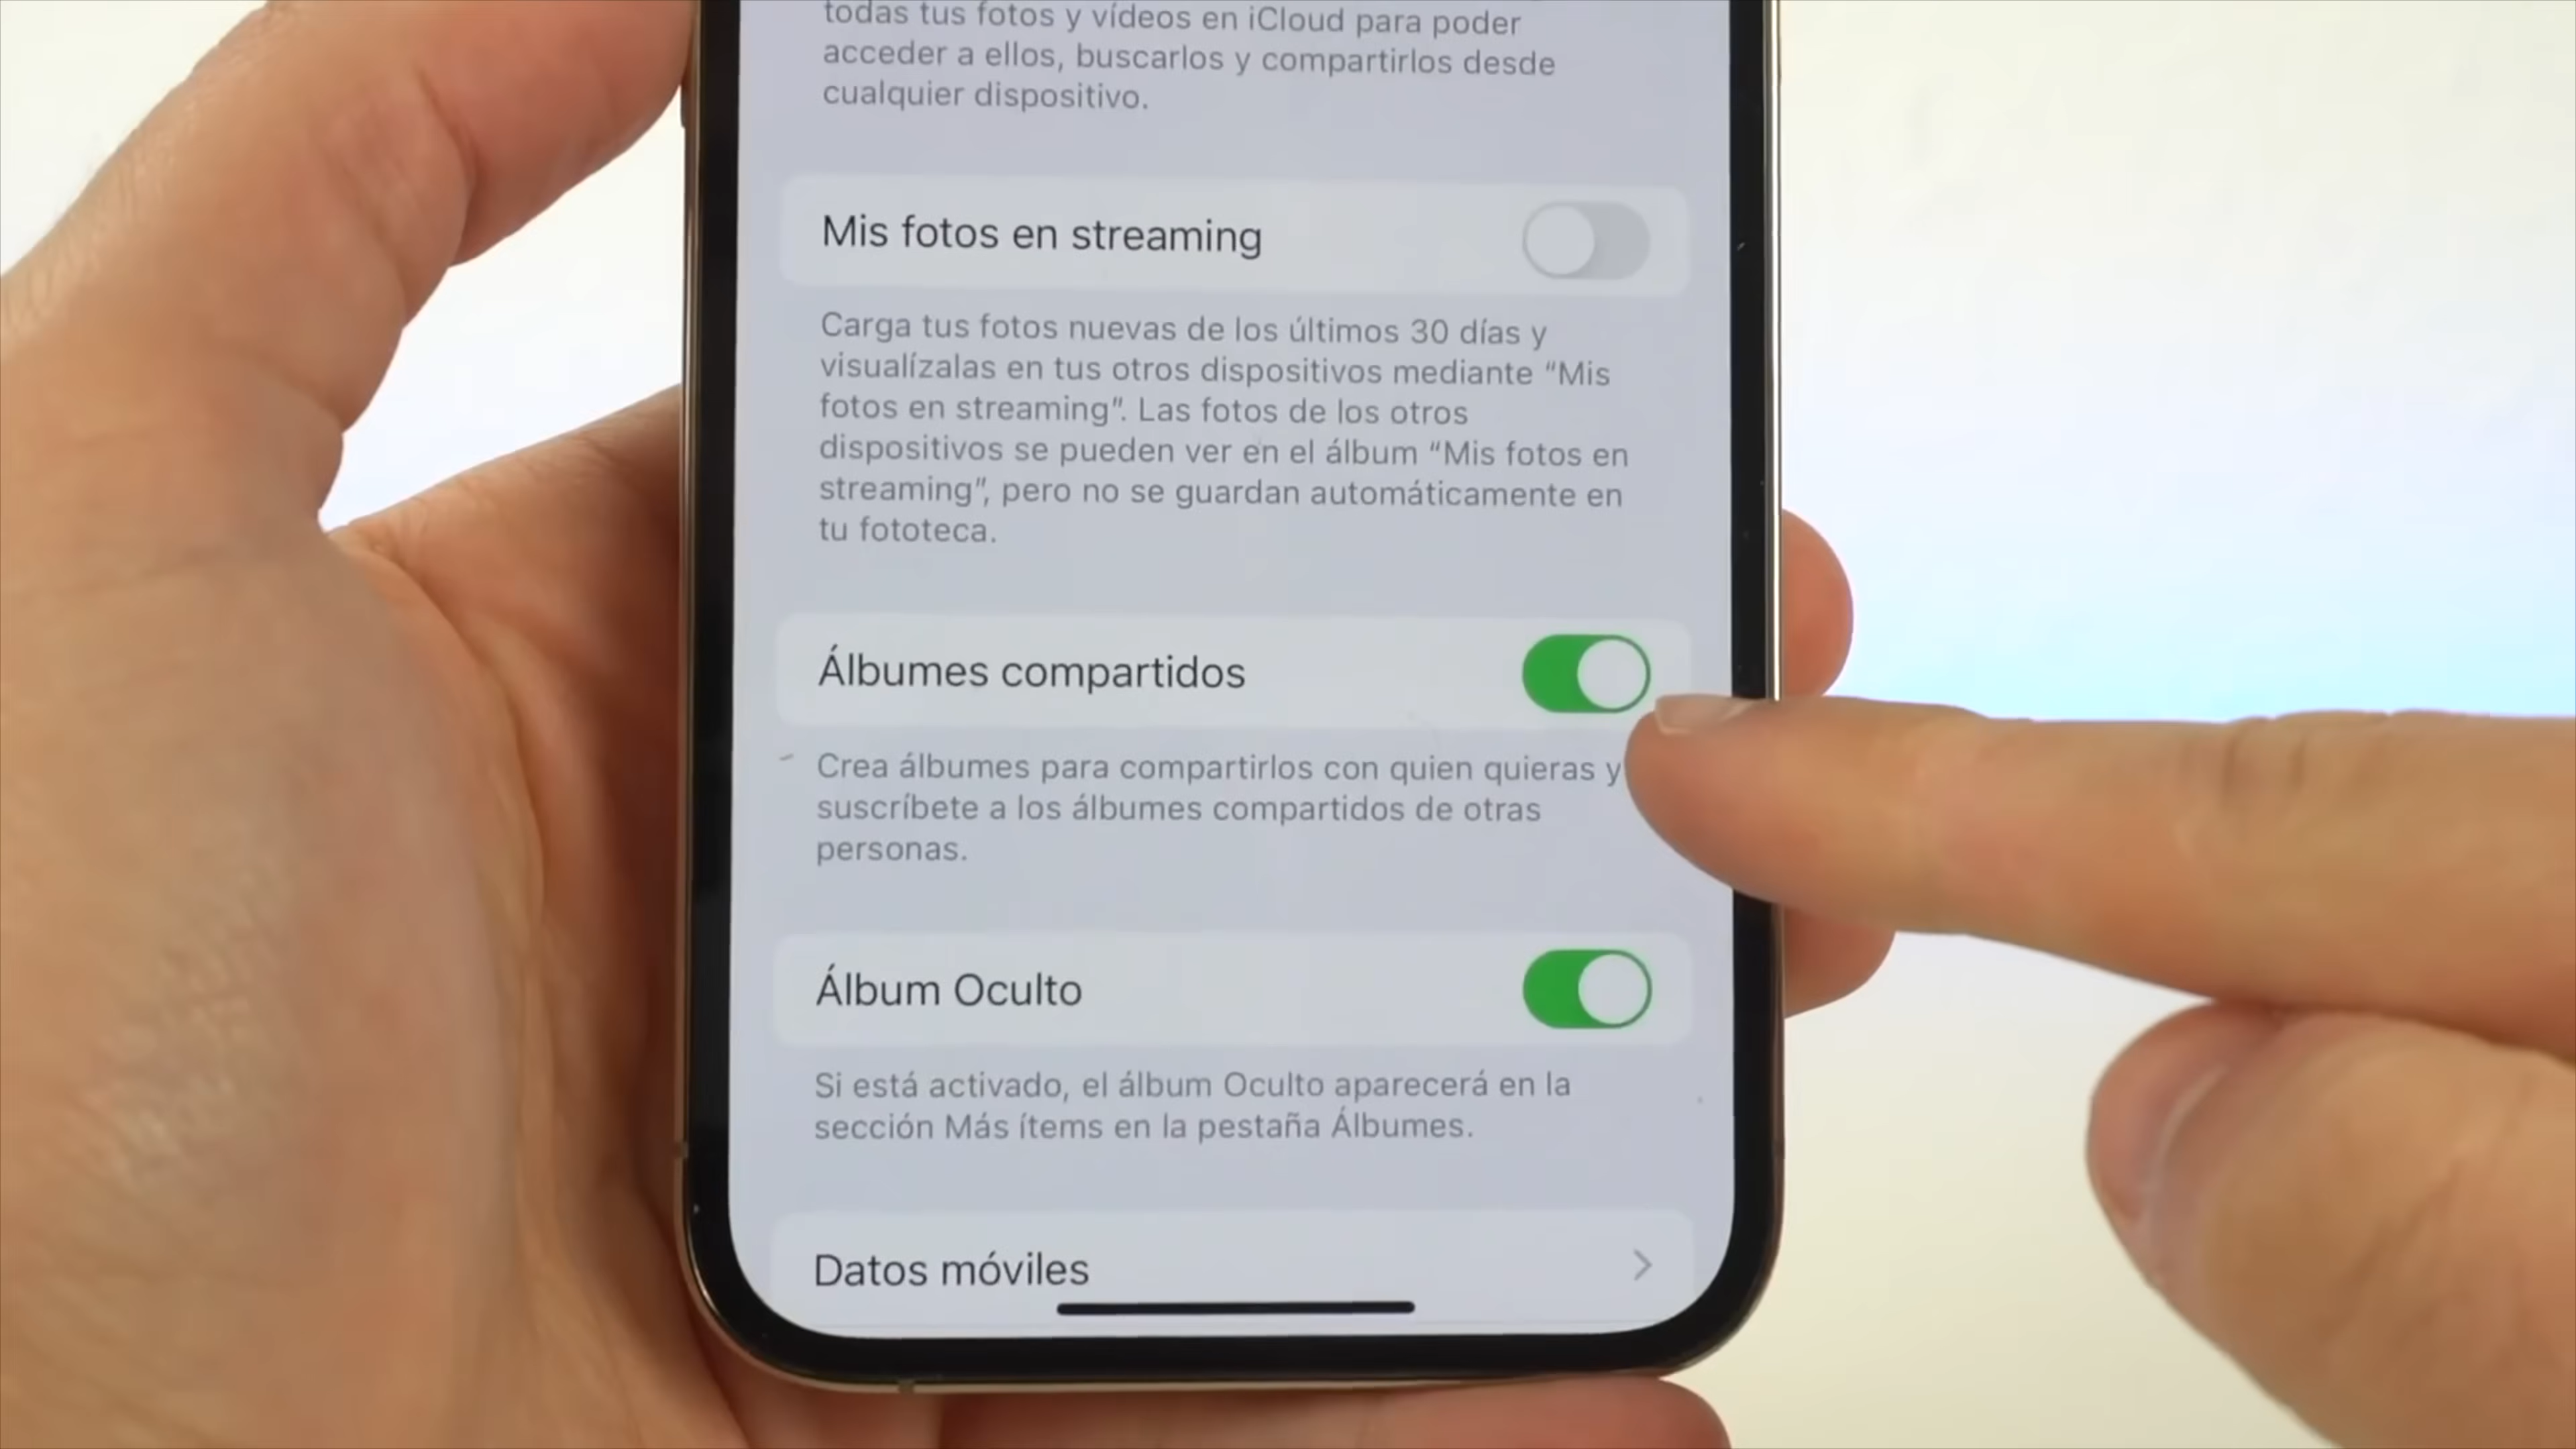 todas tus fotos y vídeos en iCloud para poder
acceder a ellos, buscarlos y compartirlos desde
cualquier dispositivo.
Mis fotos en streaming
Carga tus fotos nuevas de los últimos 30 días y
visualízalas en tus otros dispositivos mediante “Mis
fotos en streaming”. Las fotos de los otros
dispositivos se pueden ver en el álbum “Mis fotos en
streaming”, pero no se guardan automáticamente en
tu fototeca.
Álbumes compartidos
Crea álbumes para compartirlos con quien quieras y
suscríbete a los álbumes compartidos de otras
personas.
Álbum Oculto
Si está activado, el álbum Oculto aparecerá en la
sección Más ítems en la pestaña Álbumes.
Datos móviles